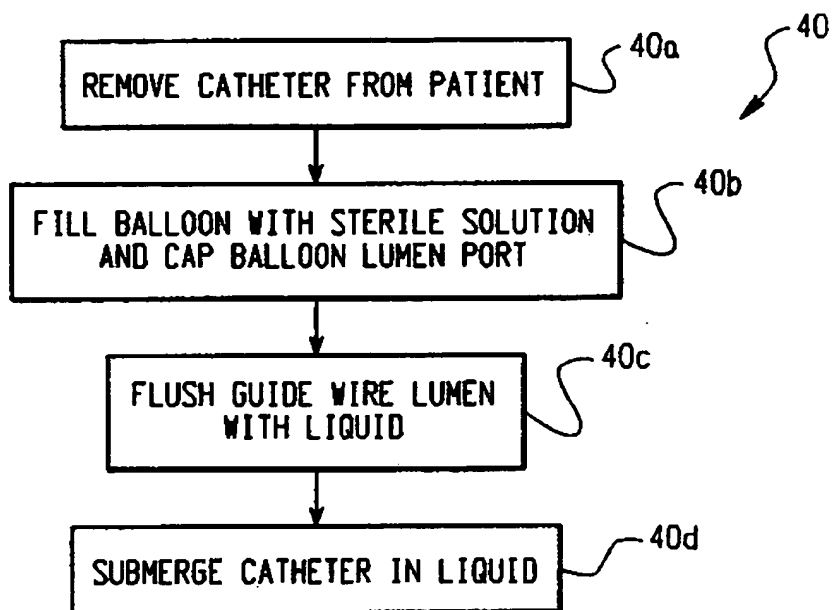 40
REMOVE CATHETER FROM PATIENT
40a
FILL BALLOON WITH STERILE SOLUTION
AND CAP BALLOON LUMEN PORT
40b
FLUSH GUIDE WIRE LUMEN
WITH LIQUID
40c
SUBMERGE CATHETER IN LIQUID
40d